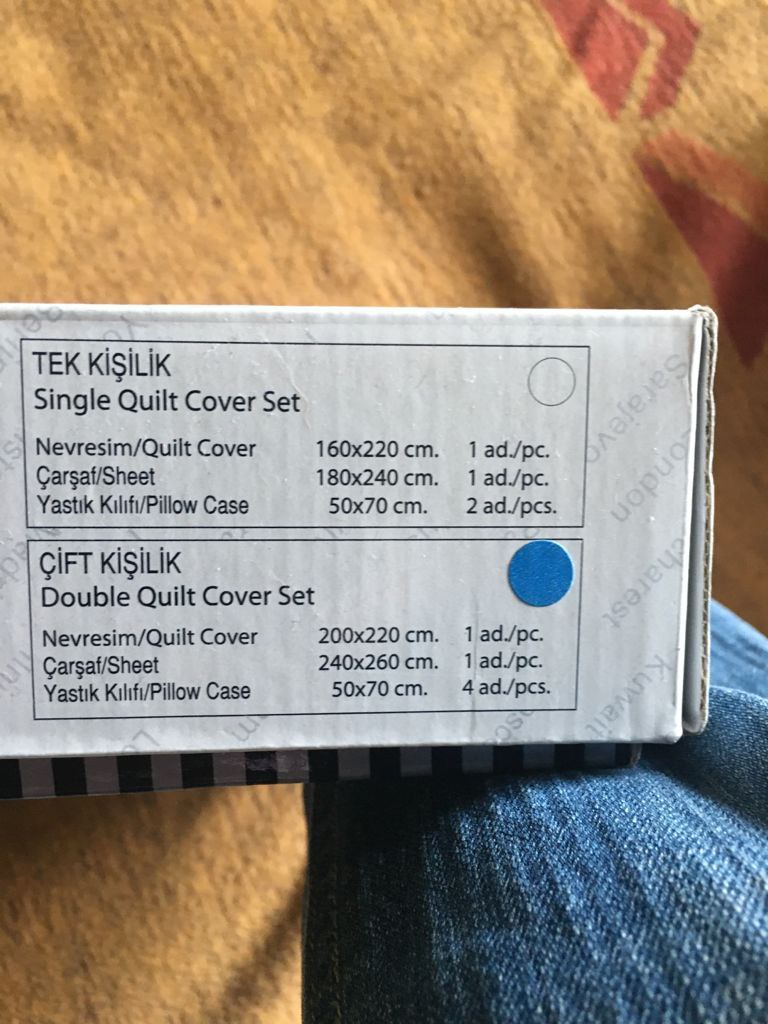 TEK KİŞİLİK
Single Quilt Cover Set
Nevresim/Quilt Cover 160x220 cm. 1 ad./pc.
Çarşaf/Sheet 180x240 cm. 1 ad./pc.
Yastık Kılıfı/Pillow Case 50x70 cm. 2 ad./pcs.
ÇİFT KİŞİLİK
Double Quilt Cover Set
Nevresim/Quilt Cover 200x220 cm. 1 ad./pc.
Çarşaf/Sheet 240x260 cm. 1 ad./pc.
Yastık Kılıfı/Pillow Case 50x70 cm. 4 ad./pcs.
Sarajevo
London
Kuwait